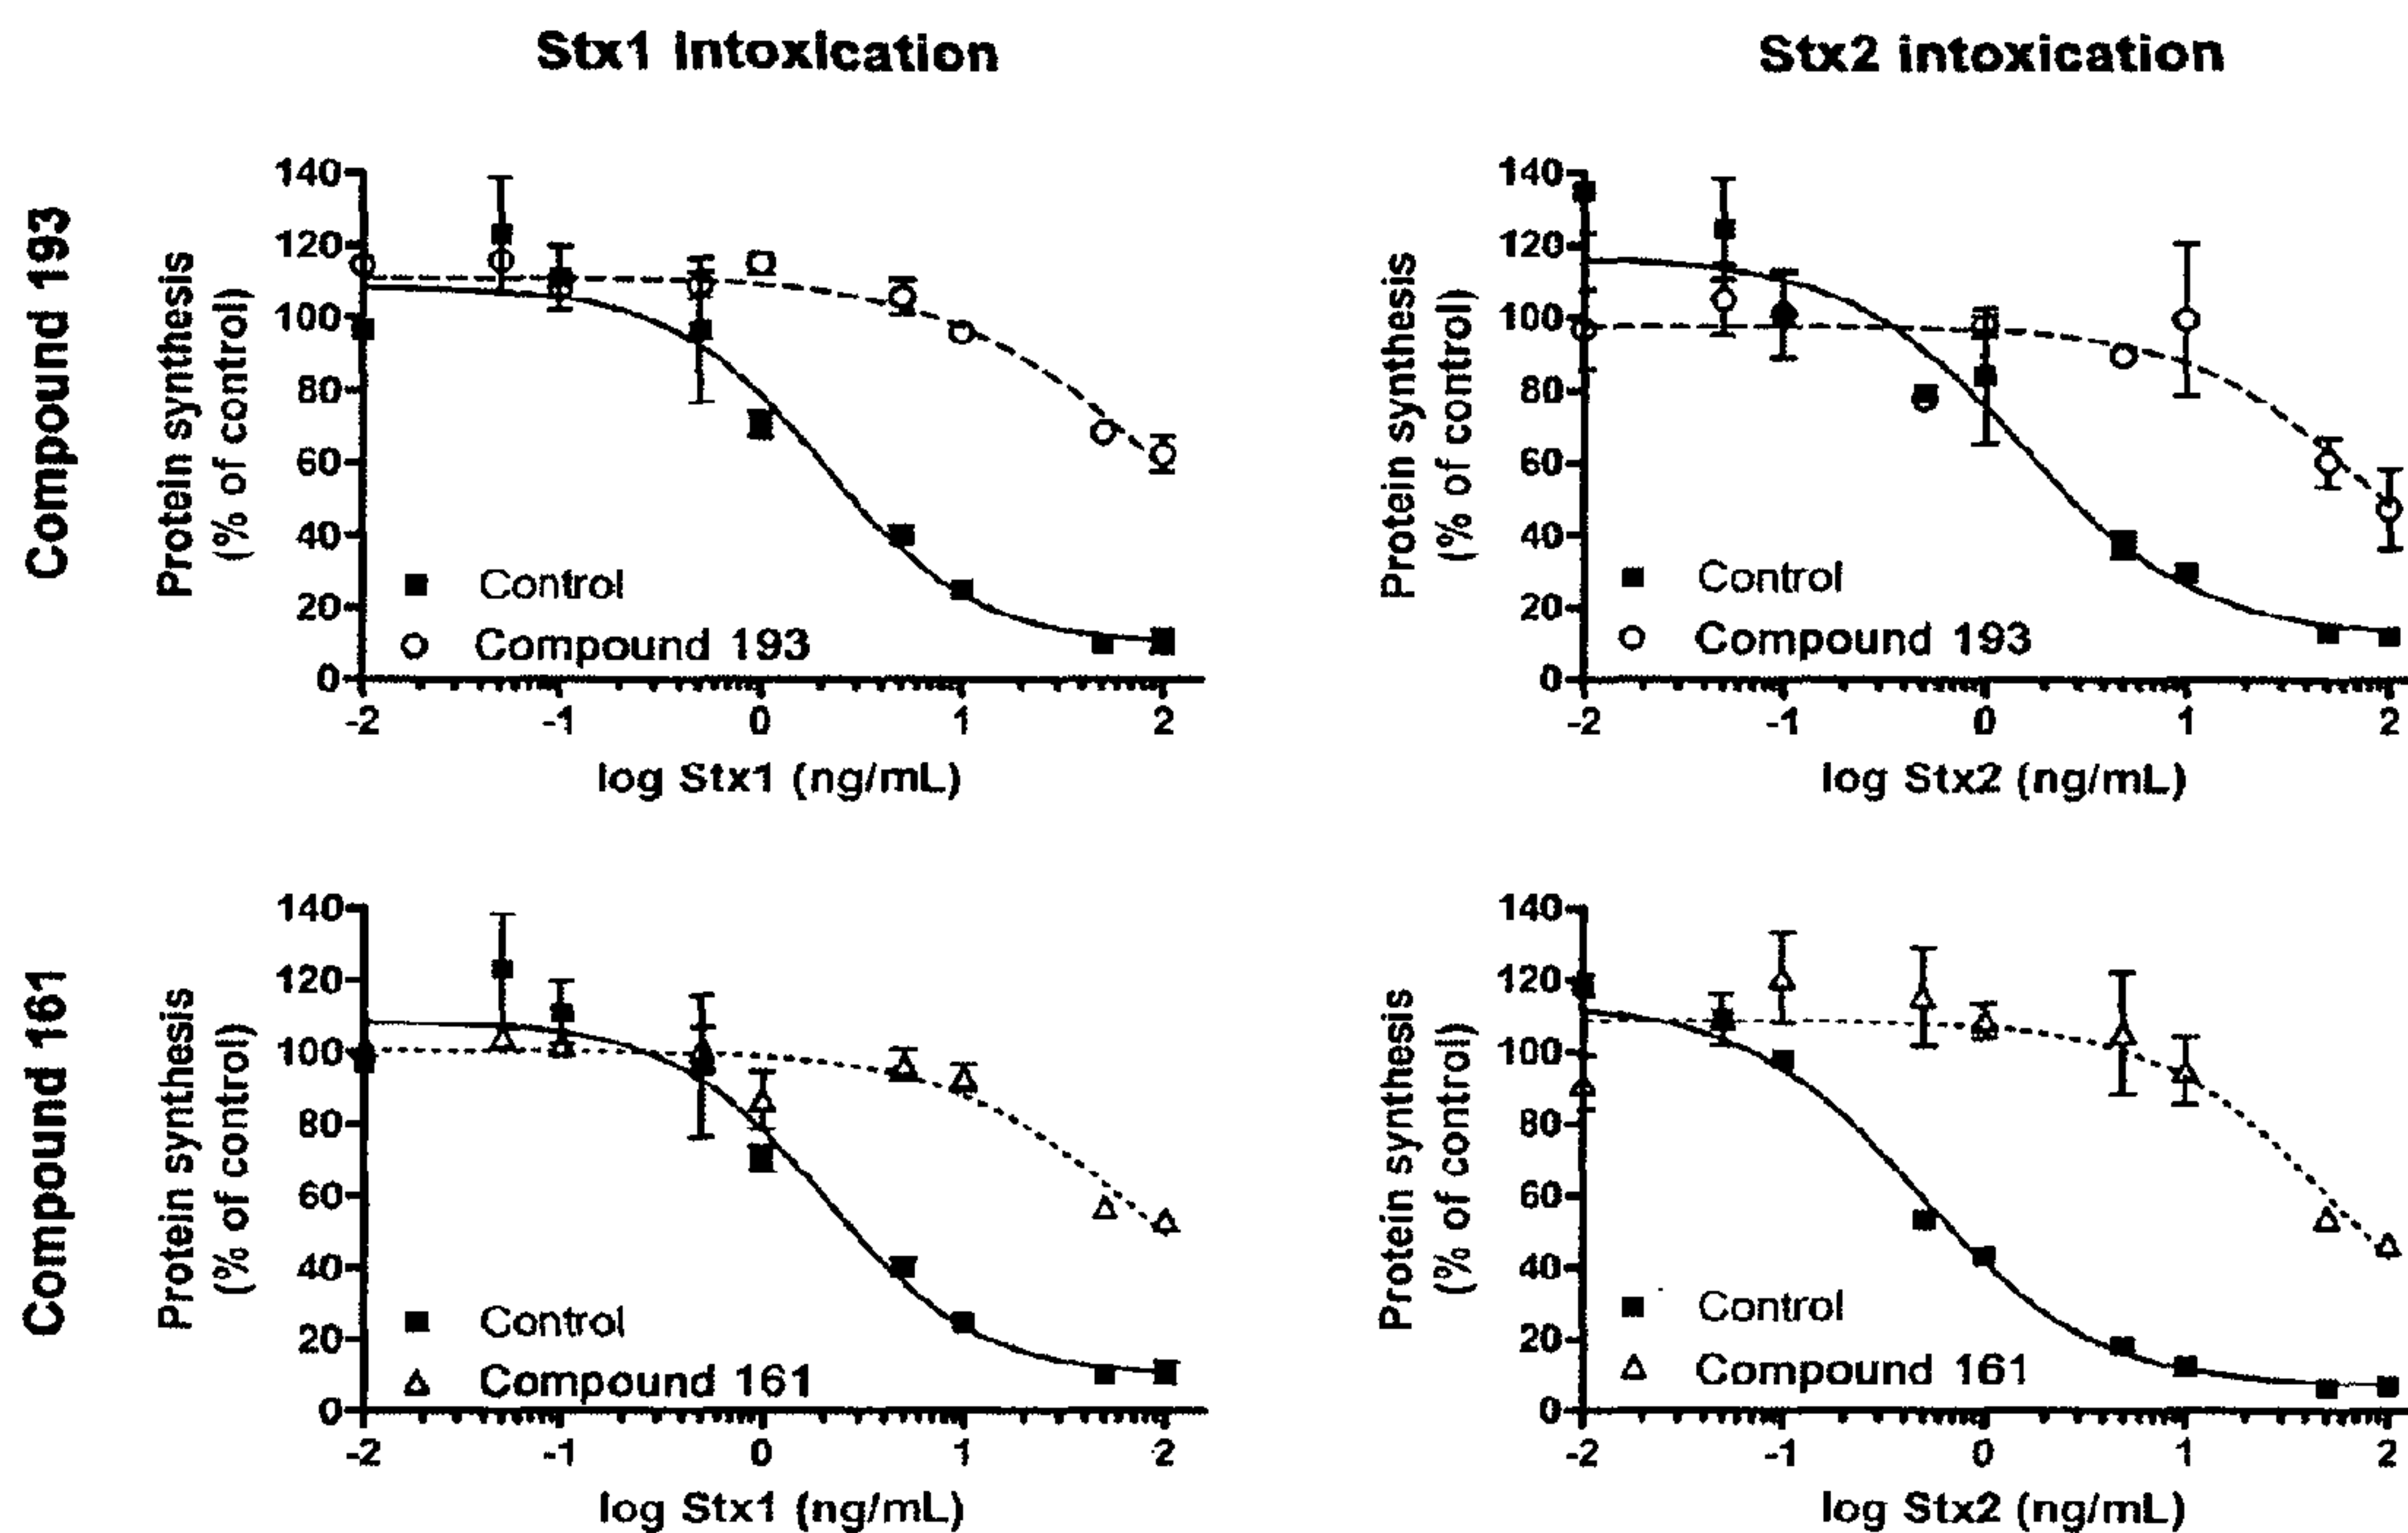 Stx1 intoxication
Stx2 intoxication
Compound 193
Protein synthesis
(% of control)
140
120
100
80
60
40
20
0
Control
Compound 193
-2 -1 0 1 2
log Stx1 (ng/mL)
Protein synthesis
(% of control)
140
120
100
80
60
40
20
0
Control
Compound 193
-2 -1 0 1 2
log Stx2 (ng/mL)
Compound 161
Protein synthesis
(% of control)
140
120
100
80
60
40
20
0
Control
Compound 161
-2 -1 0 1 2
log Stx1 (ng/mL)
Protein synthesis
(% of control)
140
120
100
80
60
40
20
0
Control
Compound 161
-2 -1 0 1 2
log Stx2 (ng/mL)